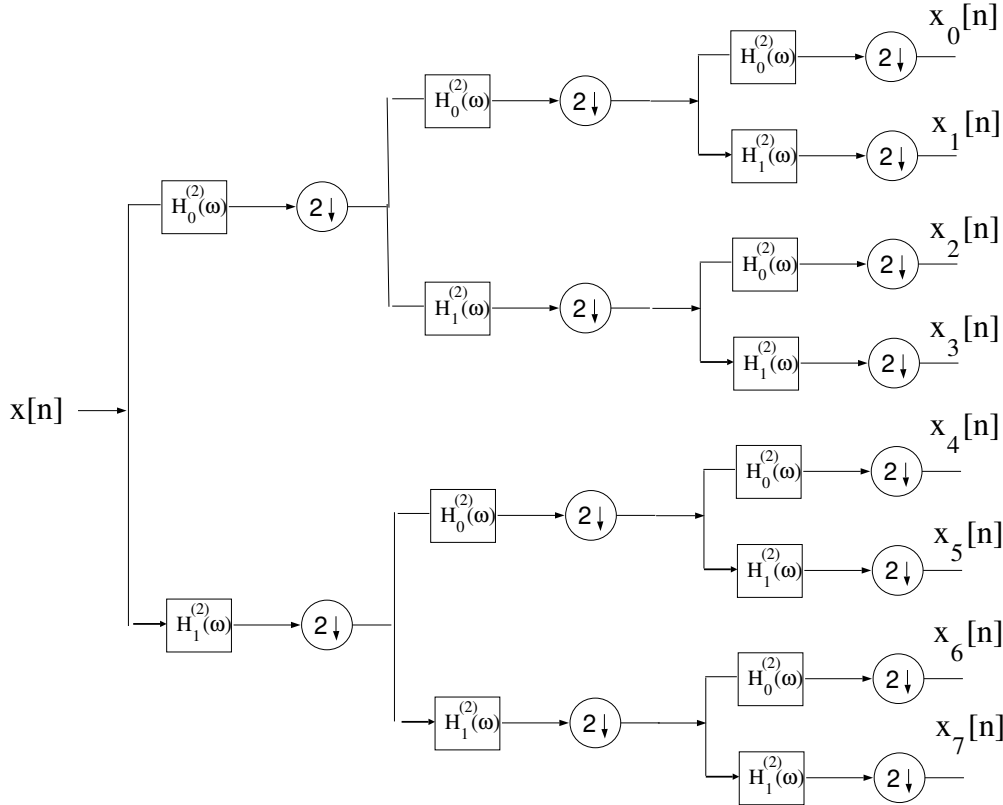 x[n]
H_0^(2)(ω)
2↓
H_1^(2)(ω)
2↓
H_0^(2)(ω)
2↓
H_1^(2)(ω)
2↓
H_0^(2)(ω)
2↓
H_1^(2)(ω)
2↓
H_0^(2)(ω)
2↓
x_0[n]
H_1^(2)(ω)
2↓
x_1[n]
H_0^(2)(ω)
2↓
x_2[n]
H_1^(2)(ω)
2↓
x_3[n]
H_0^(2)(ω)
2↓
x_4[n]
H_1^(2)(ω)
2↓
x_5[n]
H_0^(2)(ω)
2↓
x_6[n]
H_1^(2)(ω)
2↓
x_7[n]